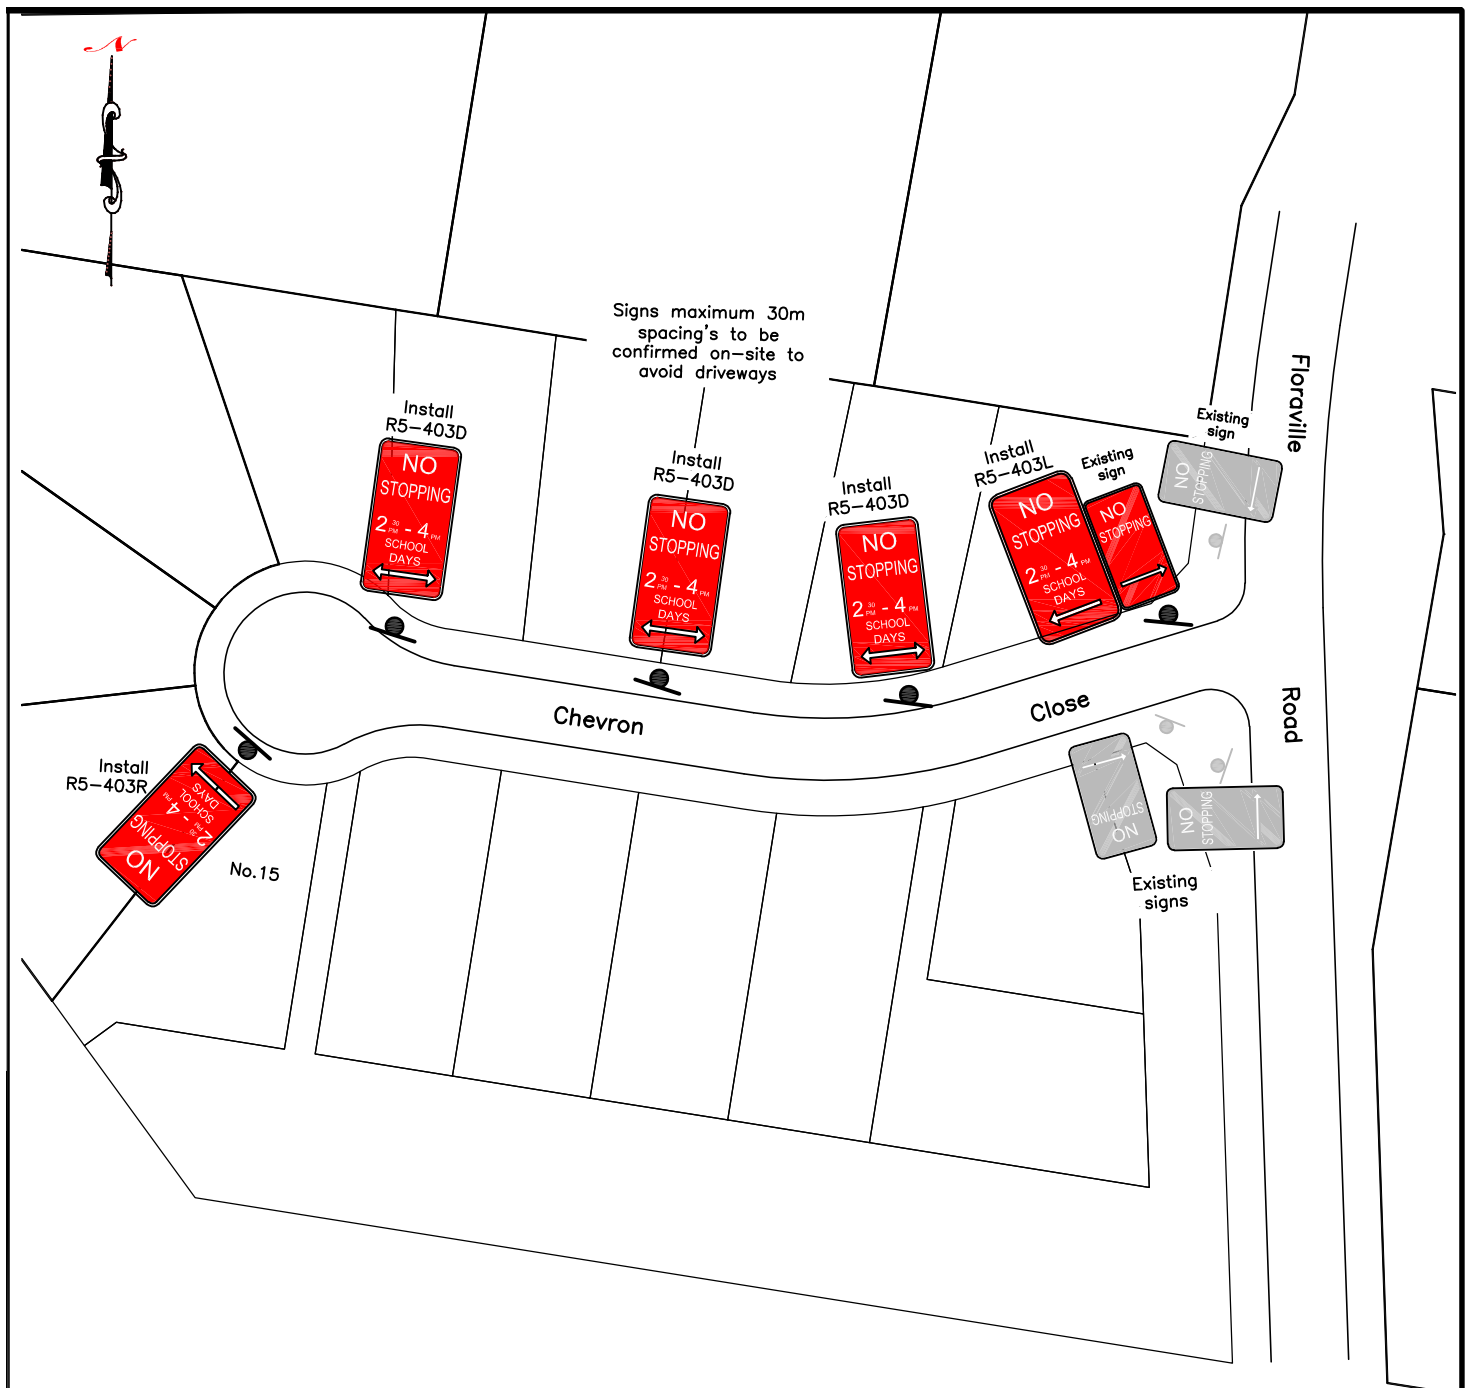 N
Signs maximum 30m
spacing's to be
confirmed on-site to
avoid driveways
Install
R5-403D
NO
STOPPING
2 30 PM - 4 PM
SCHOOL
DAYS
Install
R5-403D
NO
STOPPING
2 30 PM - 4 PM
SCHOOL
DAYS
Install
R5-403D
NO
STOPPING
2 30 PM - 4 PM
SCHOOL
DAYS
Install
R5-403L
NO
STOPPING
2 30 PM - 4 PM
SCHOOL
DAYS
Existing
sign
NO
STOPPING
Existing
sign
NO
STOPPING
Floraville
Road
Chevron
Close
Install
R5-403R
NO
STOPPING
2 30 PM - 4 PM
SCHOOL
DAYS
No.15
NO
STOPPING
NO
STOPPING
Existing
signs